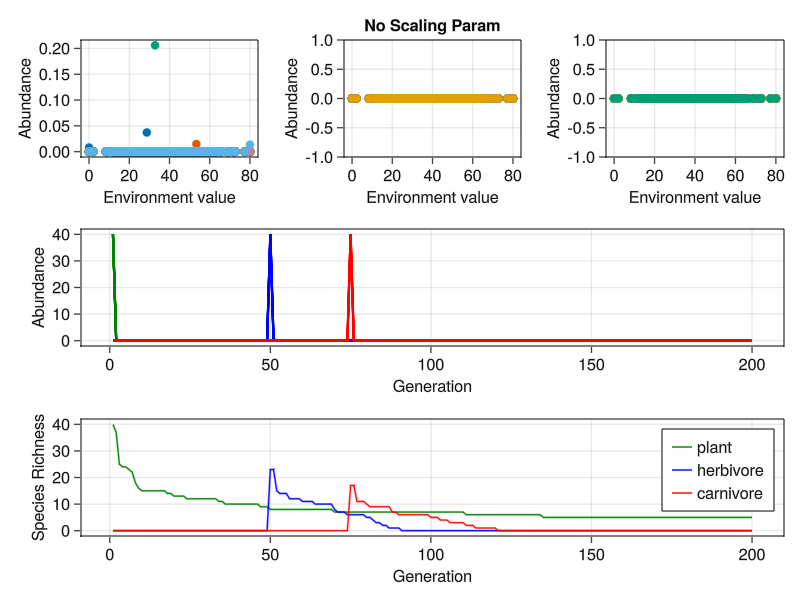 No Scaling Param
Abundance
0.20
0.15
0.10
0.05
0.00
0 20 40 60 80
Environment value
Abundance
1.0
0.5
0.0
-0.5
-1.0
0 20 40 60 80
Environment value
Abundance
1.0
0.5
0.0
-0.5
-1.0
0 20 40 60 80
Environment value
Abundance
40
30
20
10
0
0 50 100 150 200
Generation
Species Richness
40
30
20
10
0
0 50 100 150 200
Generation
plant
herbivore
carnivore